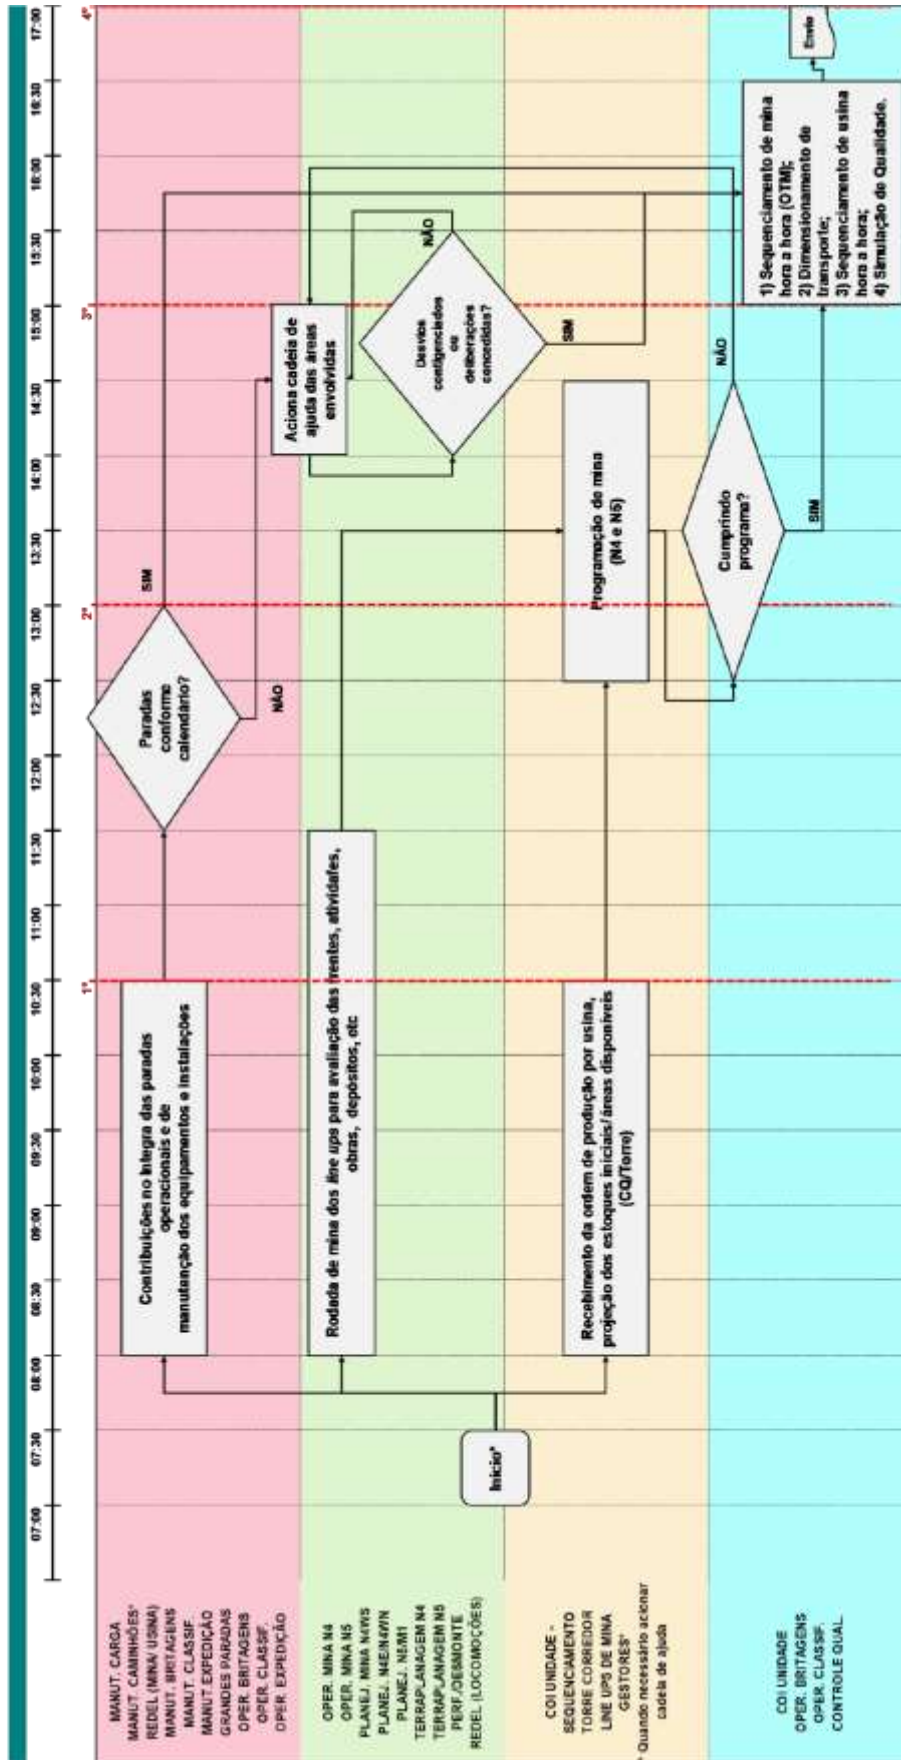 07:00
07:30
08:00
08:30
09:00
09:30
10:00
10:30
11:00
11:30
12:00
12:30
13:00
13:30
14:00
14:30
15:00
15:30
16:00
16:30
17:00
1º
2º
3º
4º
MANUT. CARGA
MANUT. CAMINHÕES*
REDEL (MINA/ USINA)
MANUT. BRITAGENS
MANUT. CLASSIF.
MANUT. EXPEDIÇÃO
GRANDES PARADAS
OPER. BRITAGENS
OPER. CLASSIF.
OPER. EXPEDIÇÃO
Contribuições no Integra das paradas
operacionais e de
manutenção dos equipamentos e instalações
Paradas
conforme
calendário?
SIM
NÃO
OPER. MINA N4
OPER. MINA N5
PLANEJ. MINA N4WS
PLANEJ. N4E/N4WN
PLANEJ. N5/M1
TERRAPLANAGEM N4
TERRAPLANAGEM N5
PERF./DESMONTE
REDEL (LOCOMOÇÕES)
Início*
Rodada de mina dos line ups para avaliação das frentes, atividafes,
obras, depósitos, etc
Aciona cadeia de
ajuda das áreas
envolvidas
Desvios
contigenciados
ou
deliberações
concedidas?
NÃO
SIM
COI UNIDADE -
SEQUENCIAMENTO
TORRE CORREDOR
LINE UPS DE MINA
GESTORES*
* Quando necessário acionar
cadeia de ajuda
Recebimento da ordem de produção por usina,
projeção dos estoques iniciais/ áreas disponíveis
(CQ/Torre)
Programação de mina
(N4 e N5)
COI UNIDADE
OPER. BRITAGENS
OPER. CLASSIF.
CONTROLE QUAL.
Cumprindo
programa?
NÃO
SIM
1) Sequenciamento de mina
hora a hora (OTM);
2) Dimensionamento de
transporte;
3) Sequenciamento de usina
hora a hora;
4) Simulação de Qualidade.
Envio